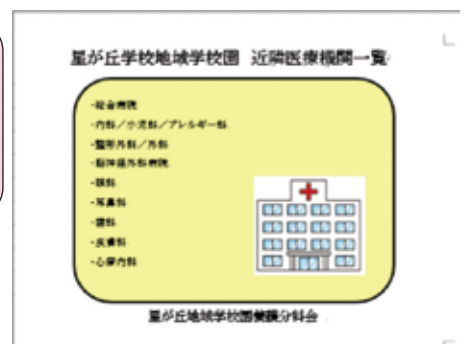 星が丘学校地域学校園 近隣医療機関一覧
・総合病院
・内科／小児科／アレルギー科
・整形外科／外科
・脳神経外科病院
・眼科
・耳鼻科
・歯科
・皮膚科
・心療内科
星が丘地域学校園養護分科会